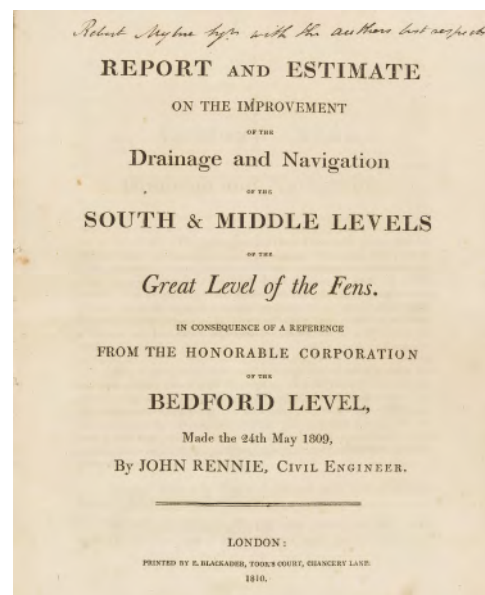 Robert Mylne Esqr. with the authors best respects
REPORT AND ESTIMATE
ON THE IMPROVEMENT
OF THE
Drainage and Navigation
OF THE
SOUTH & MIDDLE LEVELS
OF THE
Great Level of the Fens.
IN CONSEQUENCE OF A REFERENCE
FROM THE HONORABLE CORPORATION
OF THE
BEDFORD LEVEL,
Made the 24th May 1809,
By JOHN RENNIE, CIVIL ENGINEER.
LONDON:
PRINTED BY E. BLACKADER, TOOK'S COURT, CHANCERY LANE.
1810.